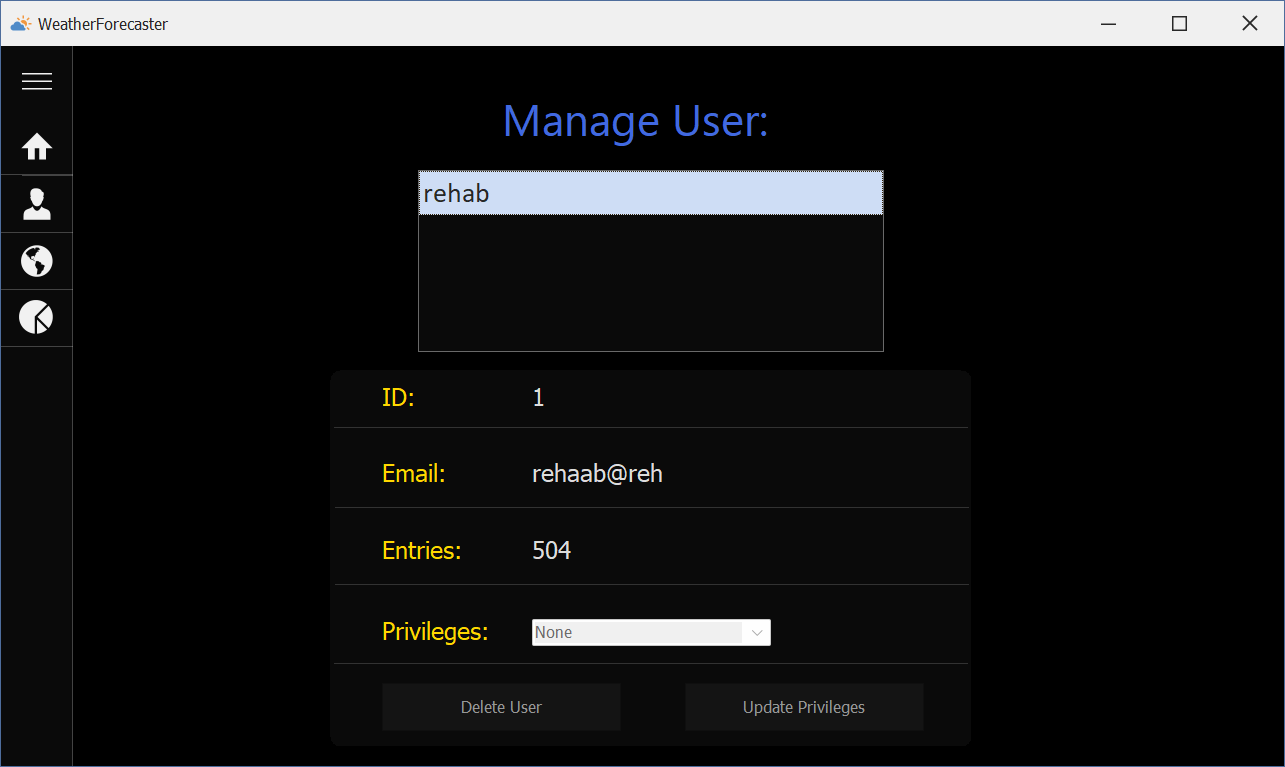 WeatherForecaster
Manage User:
rehab
ID: 1
Email: rehaab@reh
Entries: 504
Privileges: None
Delete User Update Privileges